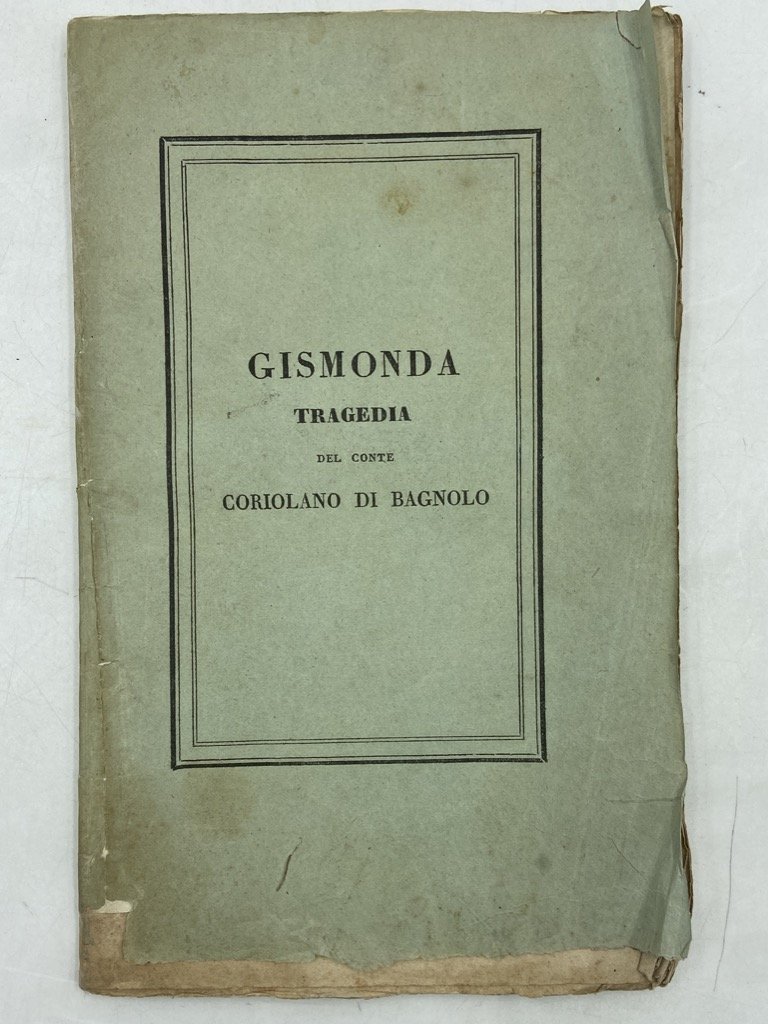 GISMONDA
TRAGEDIA
DEL CONTE
CORIOLANO DI BAGNOLO